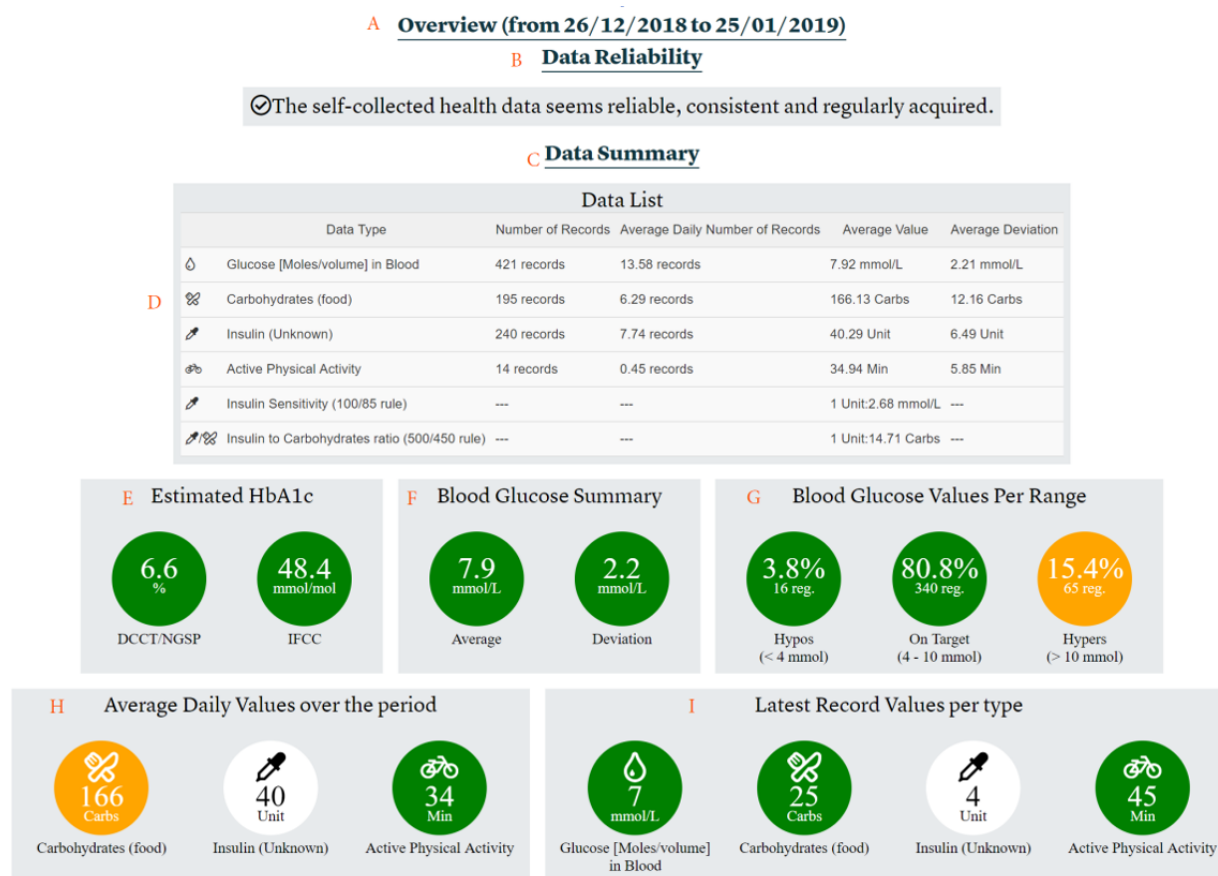 A Overview (from 26/12/2018 to 25/01/2019)
B Data Reliability
The self-collected health data seems reliable, consistent and regularly acquired.
C Data Summary
Data List
Data Type Number of Records Average Daily Number of Records Average Value Average Deviation
Glucose [Moles/volume] in Blood 421 records 13.58 records 7.92 mmol/L 2.21 mmol/L
D Carbohydrates (food) 195 records 6.29 records 166.13 Carbs 12.16 Carbs
Insulin (Unknown) 240 records 7.74 records 40.29 Unit 6.49 Unit
Active Physical Activity 14 records 0.45 records 34.94 Min 5.85 Min
Insulin Sensitivity (100/85 rule) --- --- 1 Unit:2.68 mmol/L ---
/ Insulin to Carbohydrates ratio (500/450 rule) --- --- 1 Unit:14.71 Carbs ---
E Estimated HbA1c
6.6
%
DCCT/NGSP
48.4
mmol/mol
IFCC
F Blood Glucose Summary
7.9
mmol/L
Average
2.2
mmol/L
Deviation
G Blood Glucose Values Per Range
3.8%
16 reg.
Hypos
(< 4 mmol)
80.8%
340 reg.
On Target
(4 - 10 mmol)
15.4%
65 reg.
Hypers
(> 10 mmol)
H Average Daily Values over the period
166
Carbs
Carbohydrates (food)
40
Unit
Insulin (Unknown)
34
Min
Active Physical Activity
I Latest Record Values per type
7
mmol/L
Glucose [Moles/volume]
in Blood
25
Carbs
Carbohydrates (food)
4
Unit
Insulin (Unknown)
45
Min
Active Physical Activity